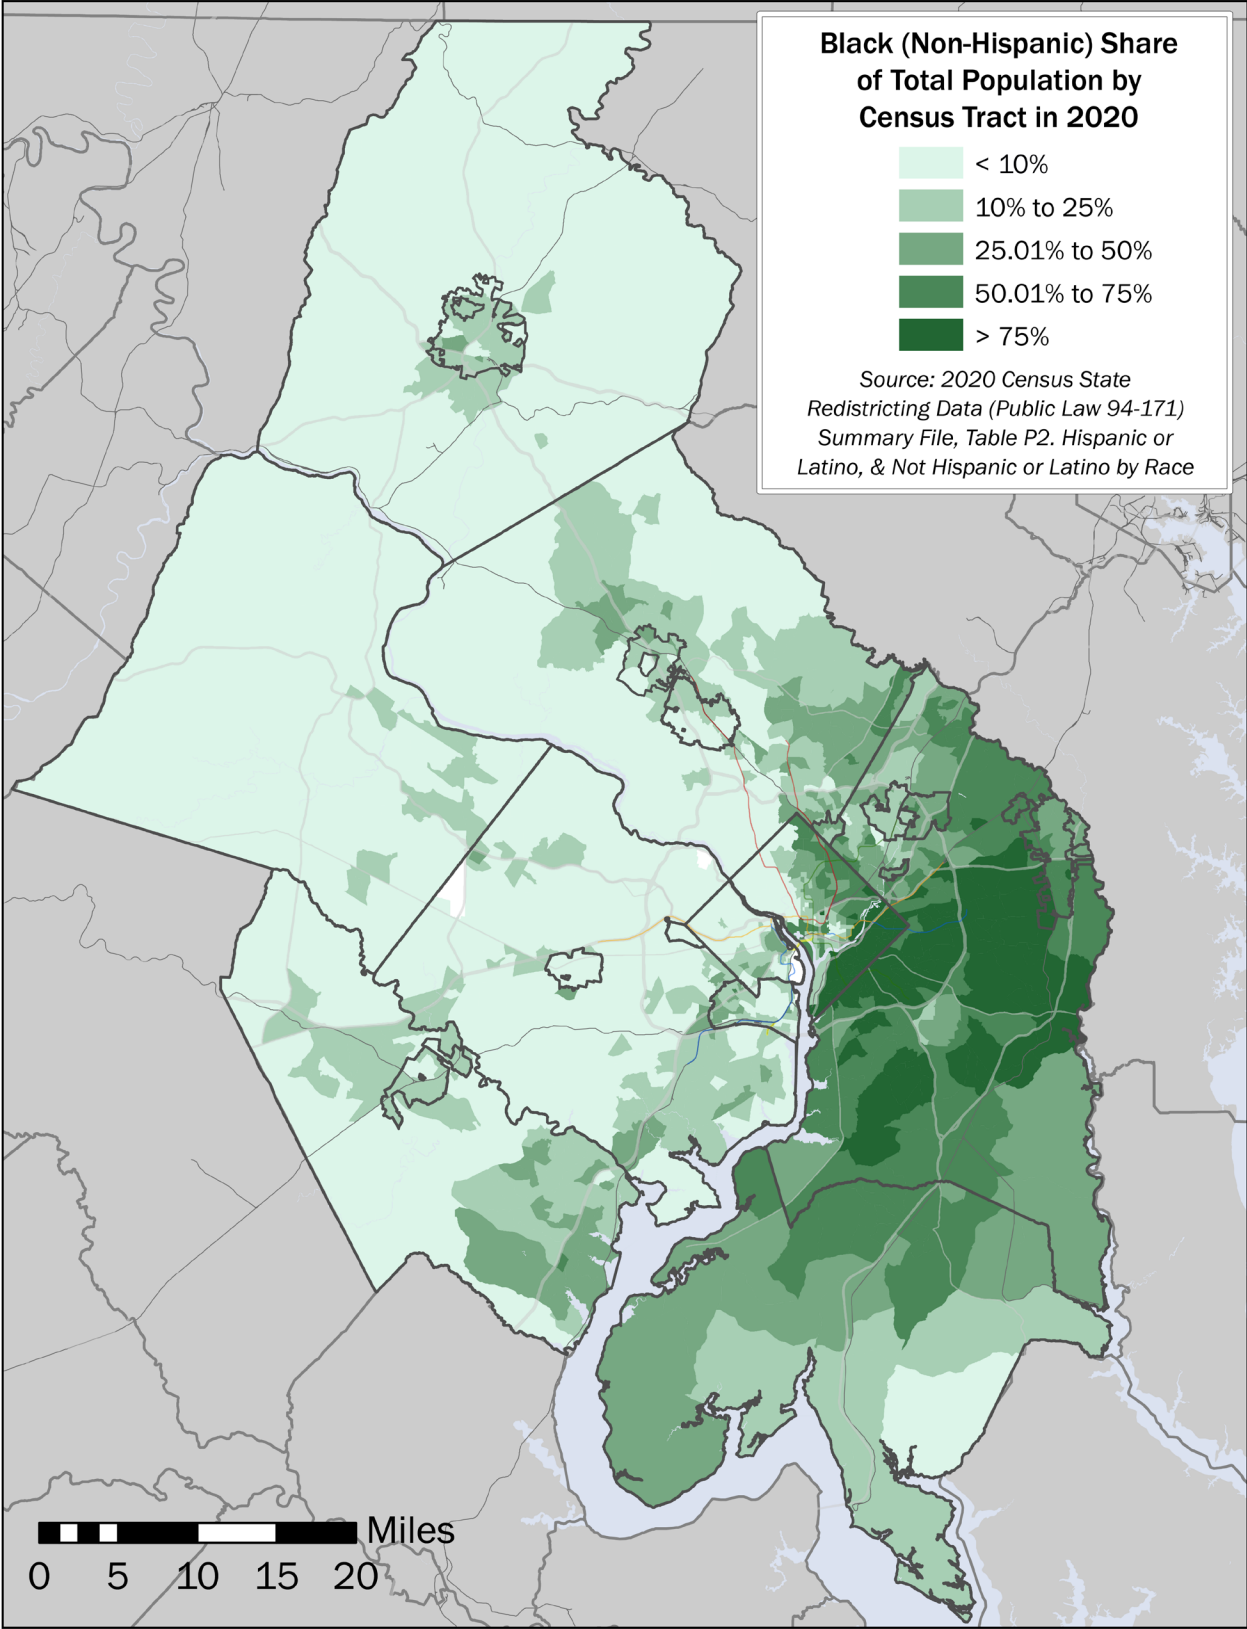 Black (Non-Hispanic) Share
of Total Population by
Census Tract in 2020
< 10%
10% to 25%
25.01% to 50%
50.01% to 75%
> 75%
Source: 2020 Census State
Redistricting Data (Public Law 94-171)
Summary File, Table P2. Hispanic or
Latino, & Not Hispanic or Latino by Race
Miles
0 5 10 15 20